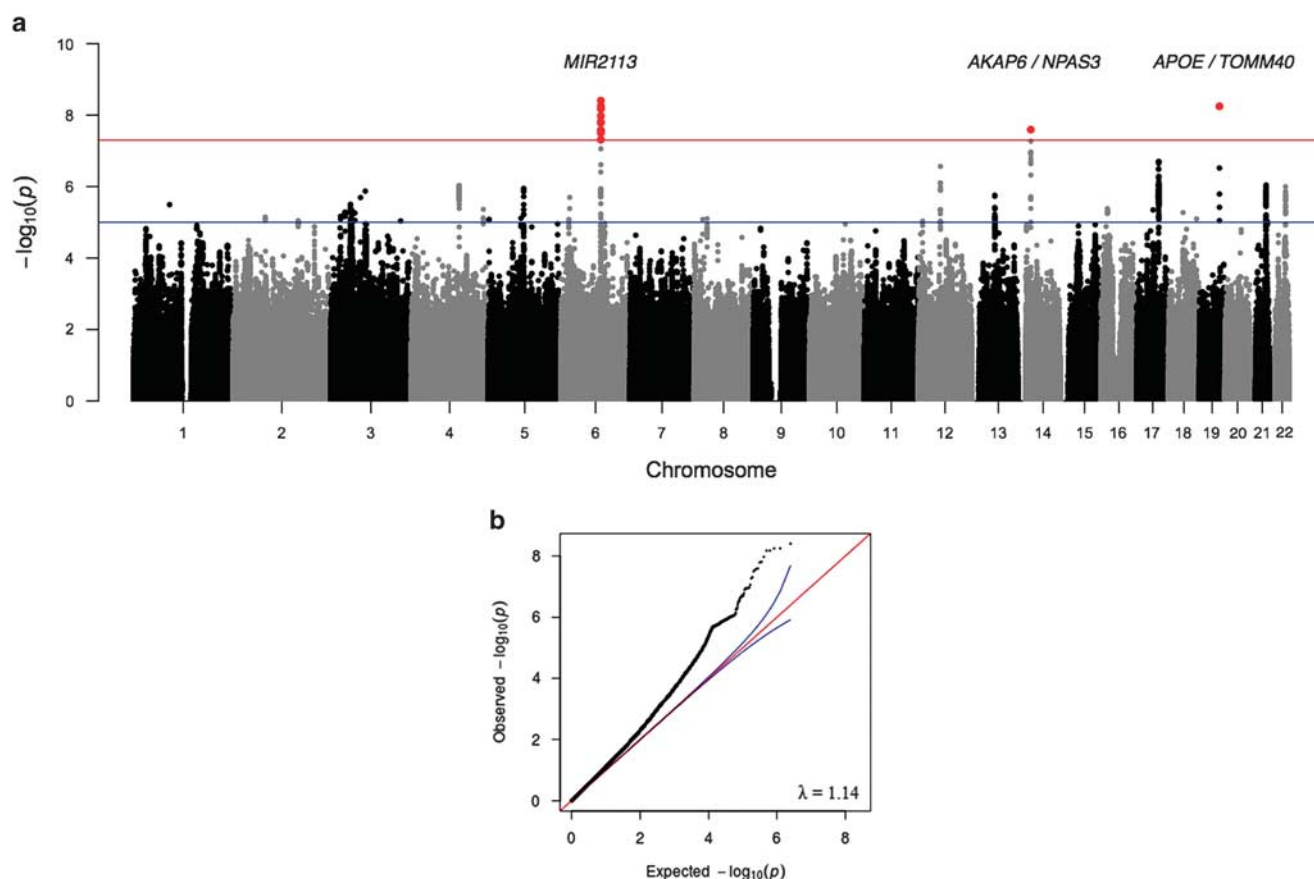 a
MIR2113 AKAP6 / NPAS3 APOE / TOMM40
10
8
6
4
2
0
−log10(p)
1 2 3 4 5 6 7 8 9 10 11 12 13 14 15 16 17 18 19 20 21 22
Chromosome
b
8
6
4
2
0
Observed −log10(p)
λ = 1.14
0 2 4 6 8
Expected −log10(p)